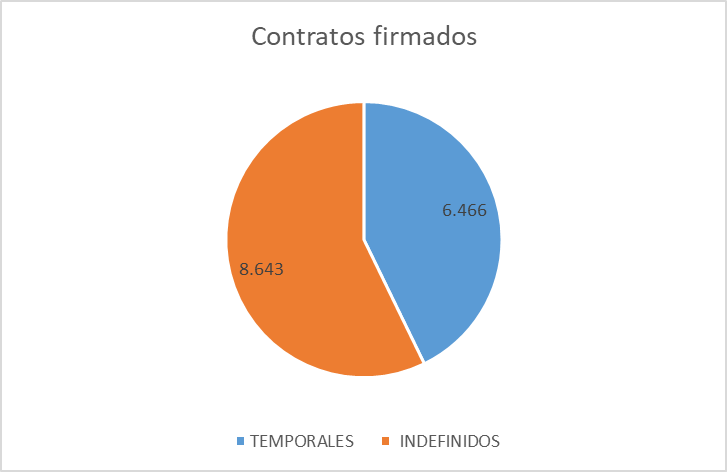 Contratos firmados
6.466
8.643
TEMPORALES
INDEFINIDOS